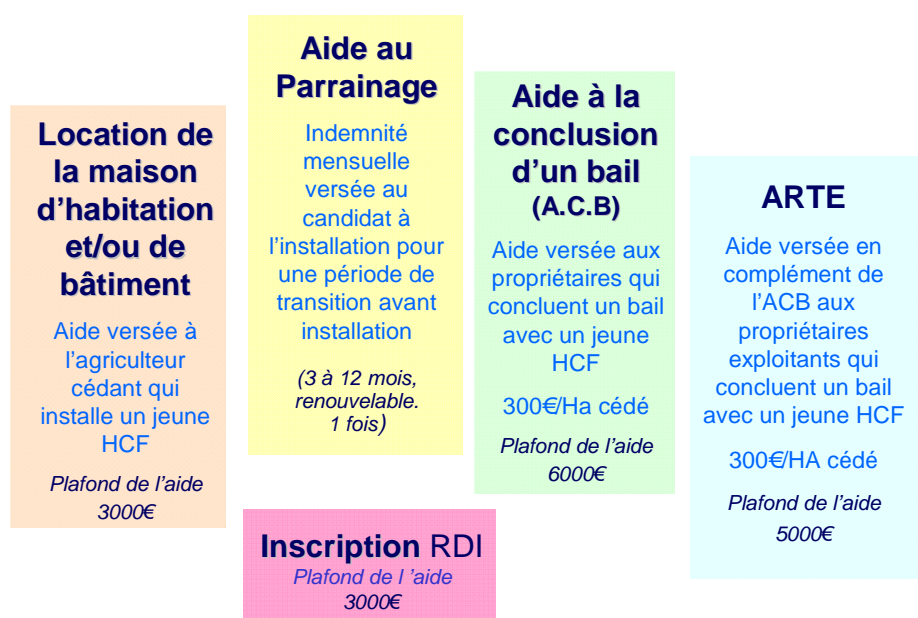 Location de
la maison
d’habitation
et/ou de
bâtiment
Aide versée à
l’agriculteur
cédant qui
installe un jeune
HCF
Plafond de l’aide
3000€
Aide au
Parrainage
Indemnité
mensuelle
versée au
candidat à
l’installation pour
une période de
transition avant
installation
(3 à 12 mois,
renouvelable.
1 fois)
Aide à la
conclusion
d’un bail
(A.C.B)
Aide versée aux
propriétaires qui
concluent un bail
avec un jeune
HCF
300€/Ha cédé
Plafond de l’aide
6000€
ARTE
Aide versée en
complément de
l’ACB aux
propriétaires
exploitants qui
concluent un bail
avec un jeune HCF
300€/HA cédé
Plafond de l’aide
5000€
Inscription RDI
Plafond de l ’aide
3000€